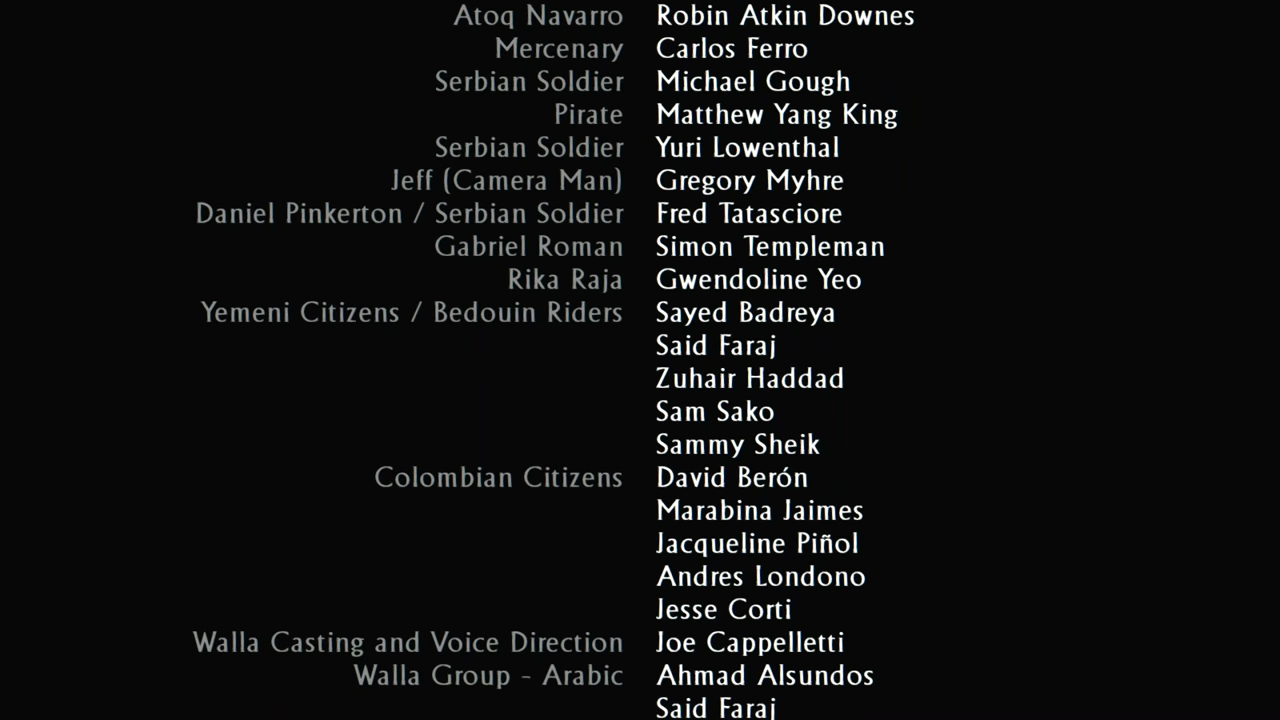 Atoq Navarro Robin Atkin Downes
Mercenary Carlos Ferro
Serbian Soldier Michael Gough
Pirate Matthew Yang King
Serbian Soldier Yuri Lowenthal
Jeff (Camera Man) Gregory Myhre
Daniel Pinkerton / Serbian Soldier Fred Tatasciore
Gabriel Roman Simon Templeman
Rika Raja Gwendoline Yeo
Yemeni Citizens / Bedouin Riders Sayed Badreya
Said Faraj
Zuhair Haddad
Sam Sako
Sammy Sheik
Colombian Citizens David Berón
Marabina Jaimes
Jacqueline Piñol
Andres Londono
Jesse Corti
Walla Casting and Voice Direction Joe Cappelletti
Walla Group - Arabic Ahmad Alsundos
Said Faraj